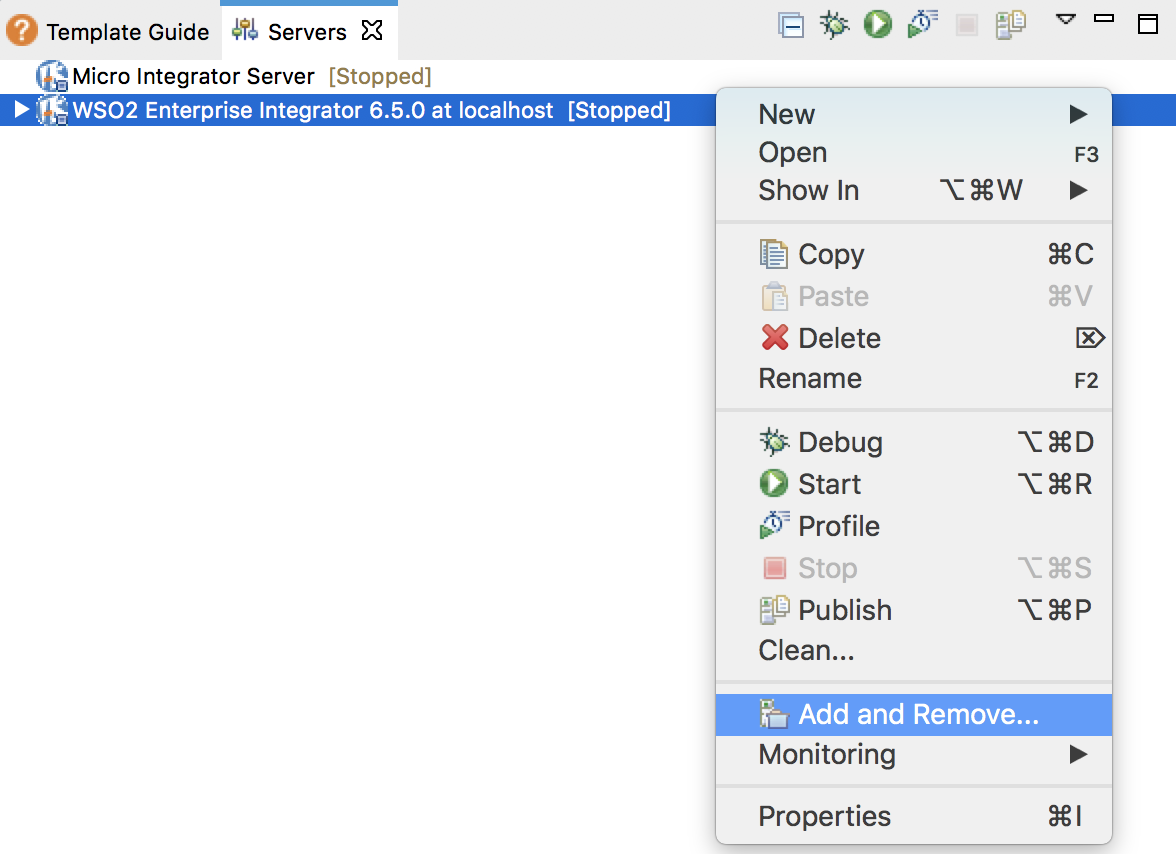 Template Guide Servers
Micro Integrator Server [Stopped]
WSO2 Enterprise Integrator 6.5.0 at localhost [Stopped]
New
Open F3
Show In ⌥⌘W
Copy ⌘C
Paste ⌘V
Delete ⌦
Rename F2
Debug ⌥⌘D
Start ⌥⌘R
Profile
Stop ⌥⌘S
Publish ⌥⌘P
Clean...
Add and Remove...
Monitoring
Properties ⌘I